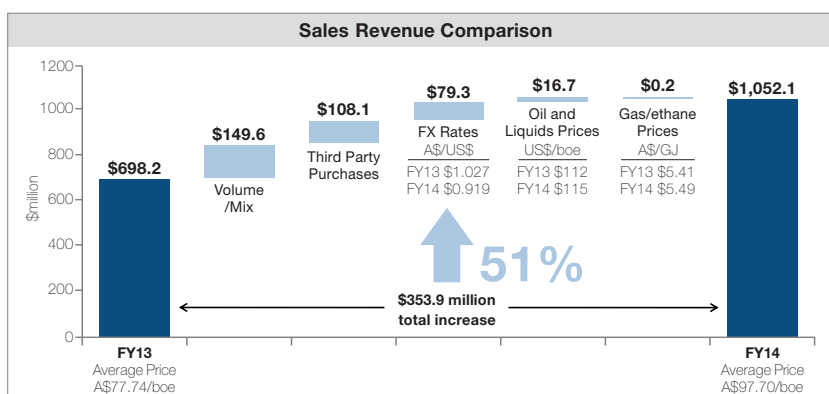 Sales Revenue Comparison
$million
1200
1000
800
600
400
200
0
$698.2
$149.6
Volume
/Mix
$108.1
Third Party
Purchases
$79.3
FX Rates
A$/US$
FY13 $1.027
FY14 $0.919
$16.7
Oil and
Liquids Prices
US$/boe
FY13 $112
FY14 $115
$0.2
Gas/ethane
Prices
A$/GJ
FY13 $5.41
FY14 $5.49
$1,052.1
51%
$353.9 million
total increase
FY13
Average Price
A$77.74/boe
FY14
Average Price
A$97.70/boe